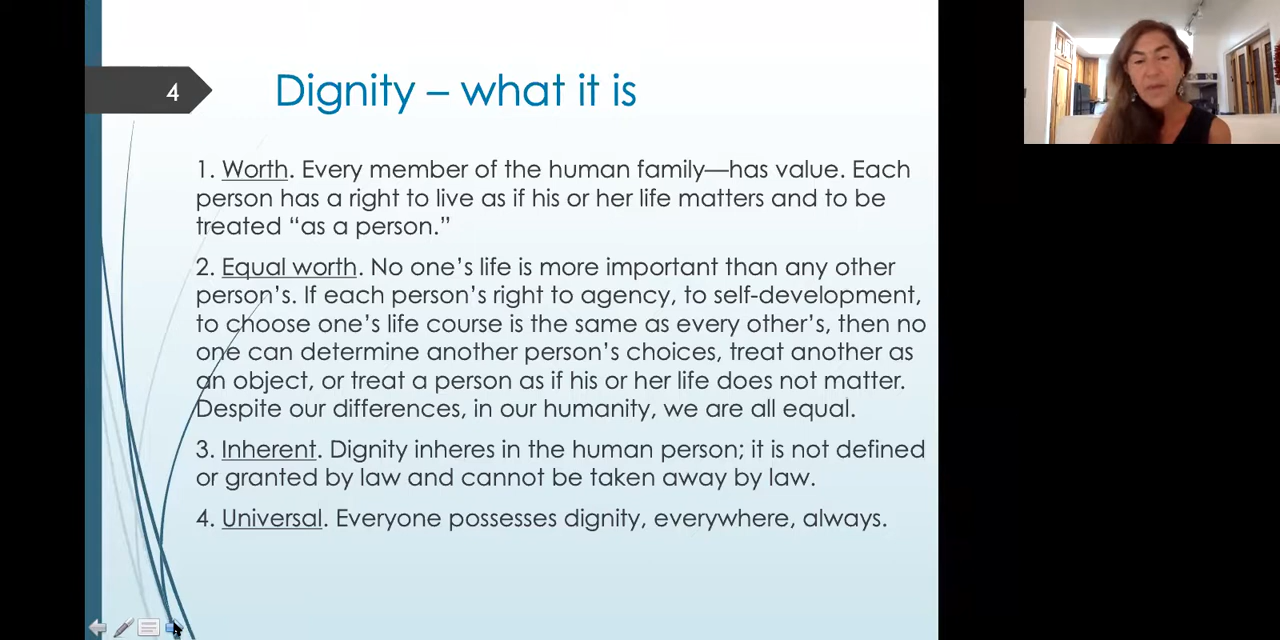 4
Dignity – what it is
1. Worth. Every member of the human family—has value. Each
person has a right to live as if his or her life matters and to be
treated “as a person.”
2. Equal worth. No one’s life is more important than any other
person’s. If each person’s right to agency, to self-development,
to choose one’s life course is the same as every other’s, then no
one can determine another person’s choices, treat another as
an object, or treat a person as if his or her life does not matter.
Despite our differences, in our humanity, we are all equal.
3. Inherent. Dignity inheres in the human person; it is not defined
or granted by law and cannot be taken away by law.
4. Universal. Everyone possesses dignity, everywhere, always.